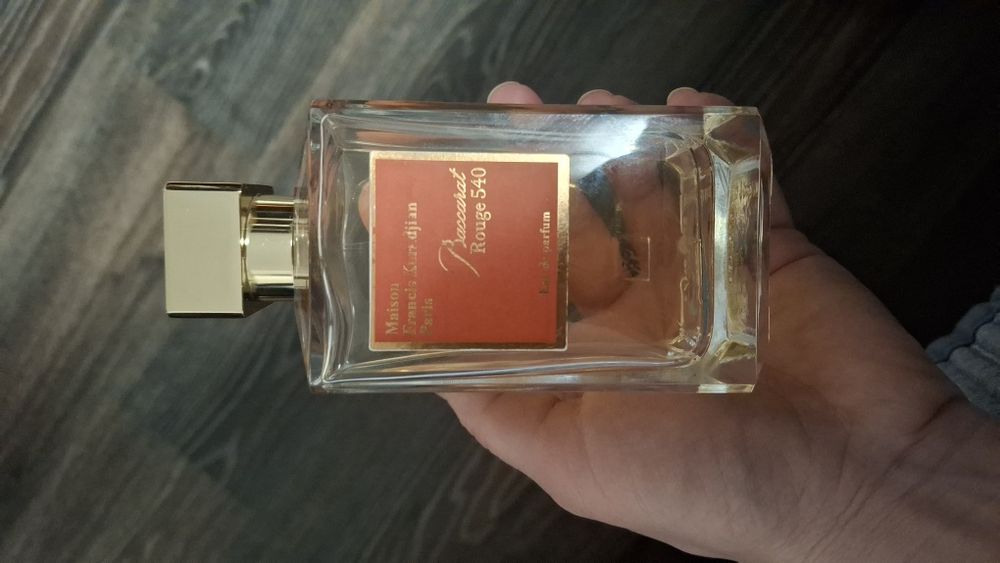 Maison
Francis Kurkdjian
Paris
Baccarat
Rouge 540
Eau de parfum